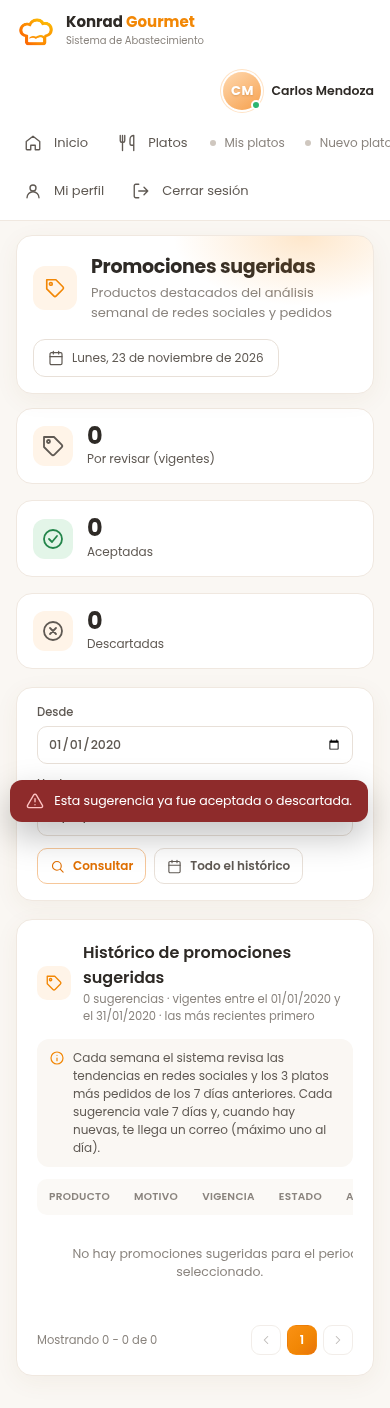 Konrad Gourmet
Sistema de Abastecimiento
CM
Carlos Mendoza
Inicio
Platos
Mis platos
Nuevo plato
Mi perfil
Cerrar sesión
Promociones sugeridas
Productos destacados del análisis
semanal de redes sociales y pedidos
Lunes, 23 de noviembre de 2026
0
Por revisar (vigentes)
0
Aceptadas
0
Descartadas
Desde
01/01/2020
Esta sugerencia ya fue aceptada o descartada.
Consultar
Todo el histórico
Histórico de promociones
sugeridas
0 sugerencias · vigentes entre el 01/01/2020 y
el 31/01/2020 · las más recientes primero
Cada semana el sistema revisa las
tendencias en redes sociales y los 3 platos
más pedidos de los 7 días anteriores. Cada
sugerencia vale 7 días y, cuando hay
nuevas, te llega un correo (máximo uno al
día).
PRODUCTO MOTIVO VIGENCIA ESTADO A
No hay promociones sugeridas para el period
seleccionado.
Mostrando 0 - 0 de 0
1